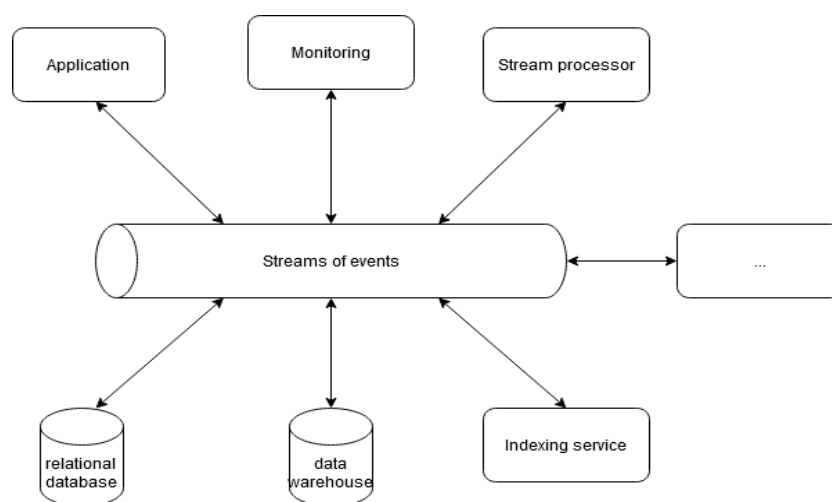 Application
Monitoring
Stream processor
Streams of events
...
relational
database
data
warehouse
Indexing service